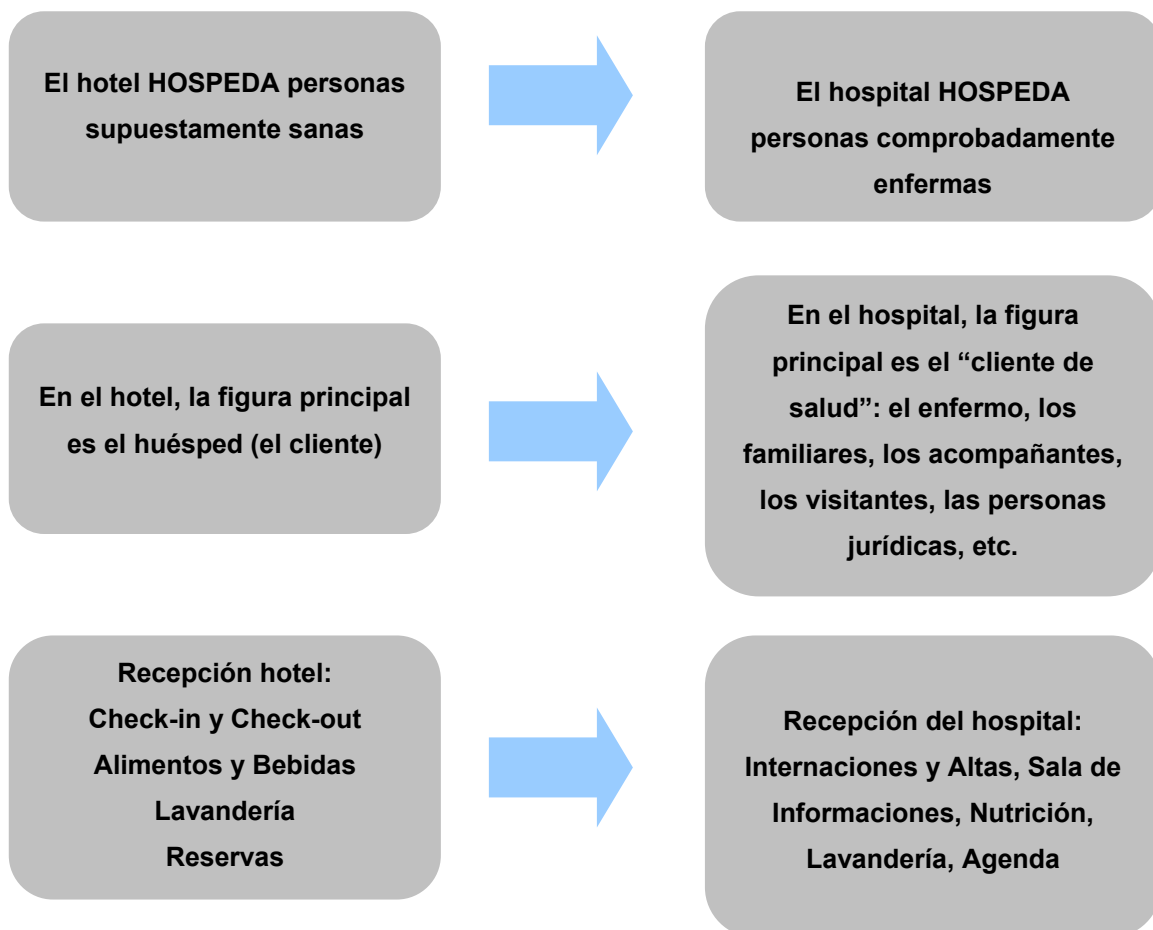 El hotel HOSPEDA personas
supuestamente sanas
El hospital HOSPEDA
personas comprobadamente
enfermas
En el hotel, la figura principal
es el huésped (el cliente)
En el hospital, la figura
principal es el “cliente de
salud”: el enfermo, los
familiares, los acompañantes,
los visitantes, las personas
jurídicas, etc.
Recepción hotel:
Check-in y Check-out
Alimentos y Bebidas
Lavandería
Reservas
Recepción del hospital:
Internaciones y Altas, Sala de
Informaciones, Nutrición,
Lavandería, Agenda